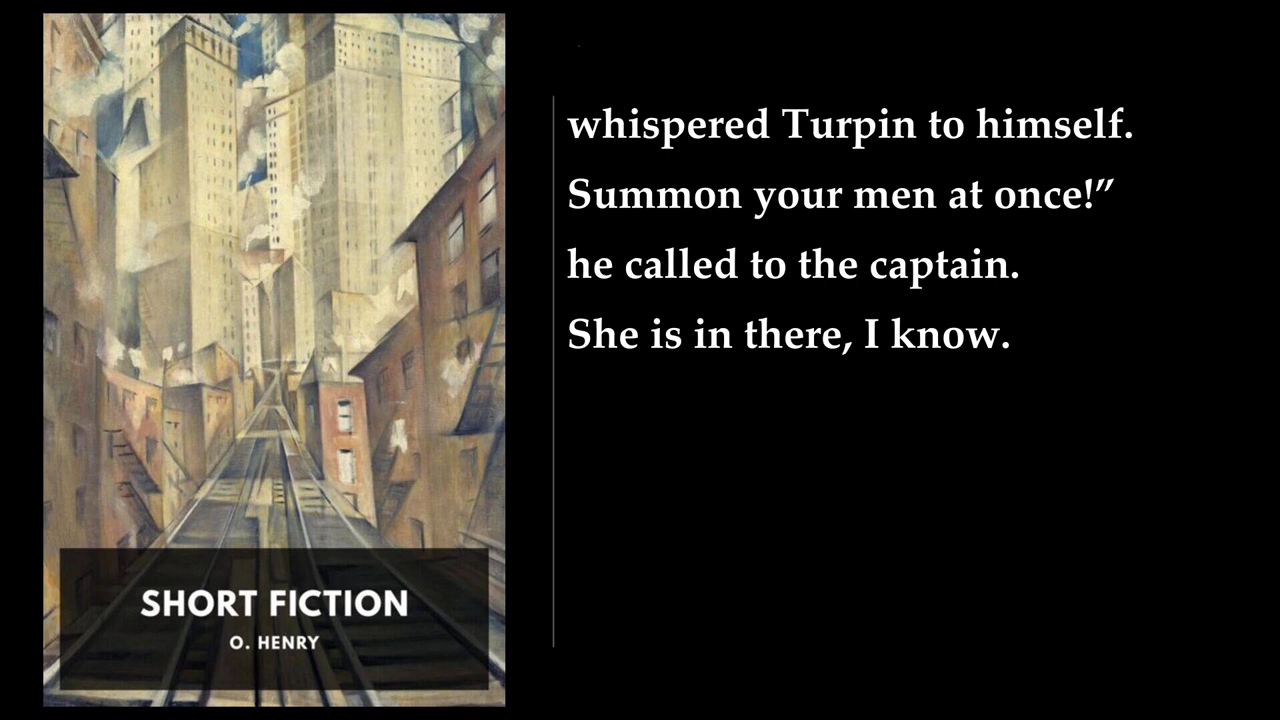 SHORT FICTION
O. HENRY
whispered Turpin to himself.
Summon your men at once!”
he called to the captain.
She is in there, I know.